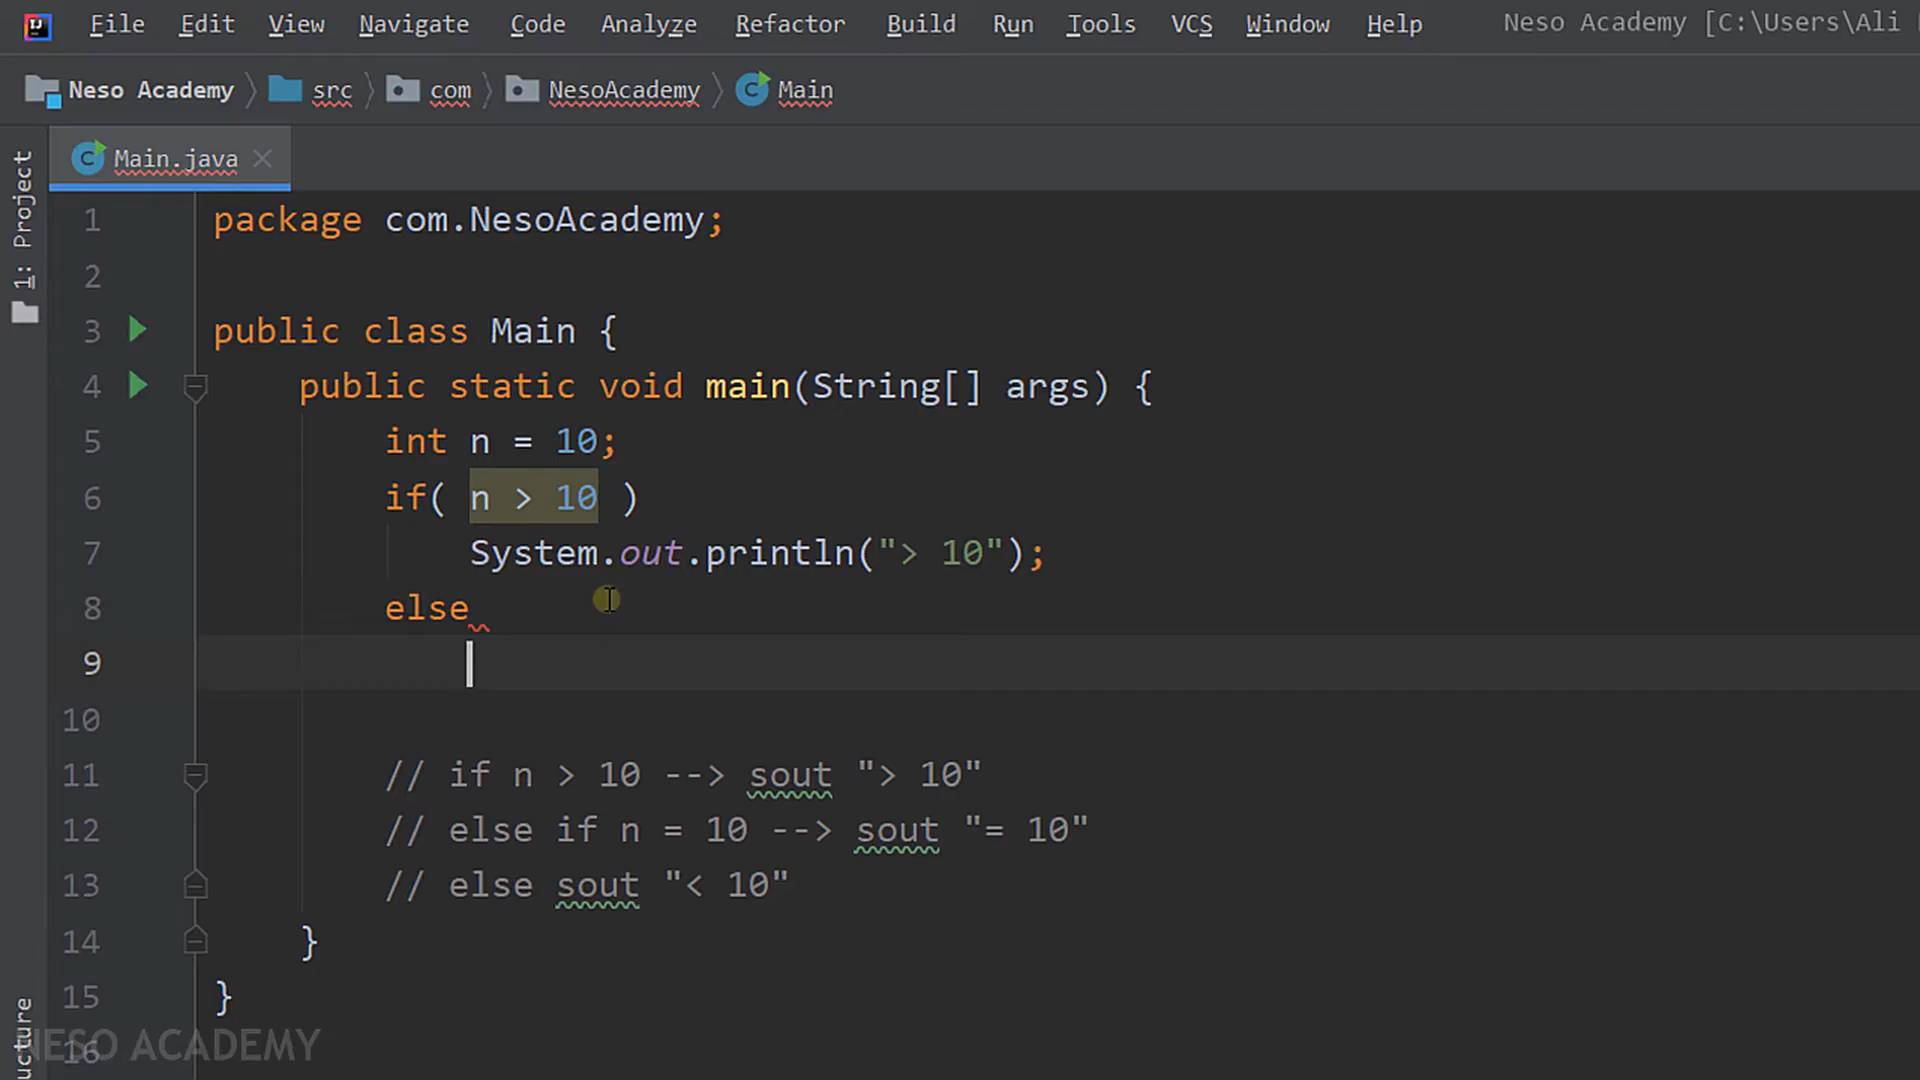 File Edit View Navigate Code Analyze Refactor Build Run Tools VCS Window Help Neso Academy [C:\Users\Ali
Neso Academy src com NesoAcademy Main
Main.java
1: Project
1 package com.NesoAcademy;
2
3 public class Main {
4 public static void main(String[] args) {
5 int n = 10;
6 if( n > 10 )
7 System.out.println("> 10");
8 else
9
10
11 // if n > 10 --> sout "> 10"
12 // else if n = 10 --> sout "= 10"
13 // else sout "< 10"
14 }
15 }
16
ucture
NESO ACADEMY